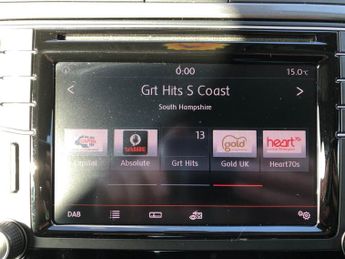 0:00
15.0°C
Grt Hits S Coast
South Hampshire
13
gold
heart
Capital
Absolute
Grt Hits
Gold UK
Heart70s
DAB